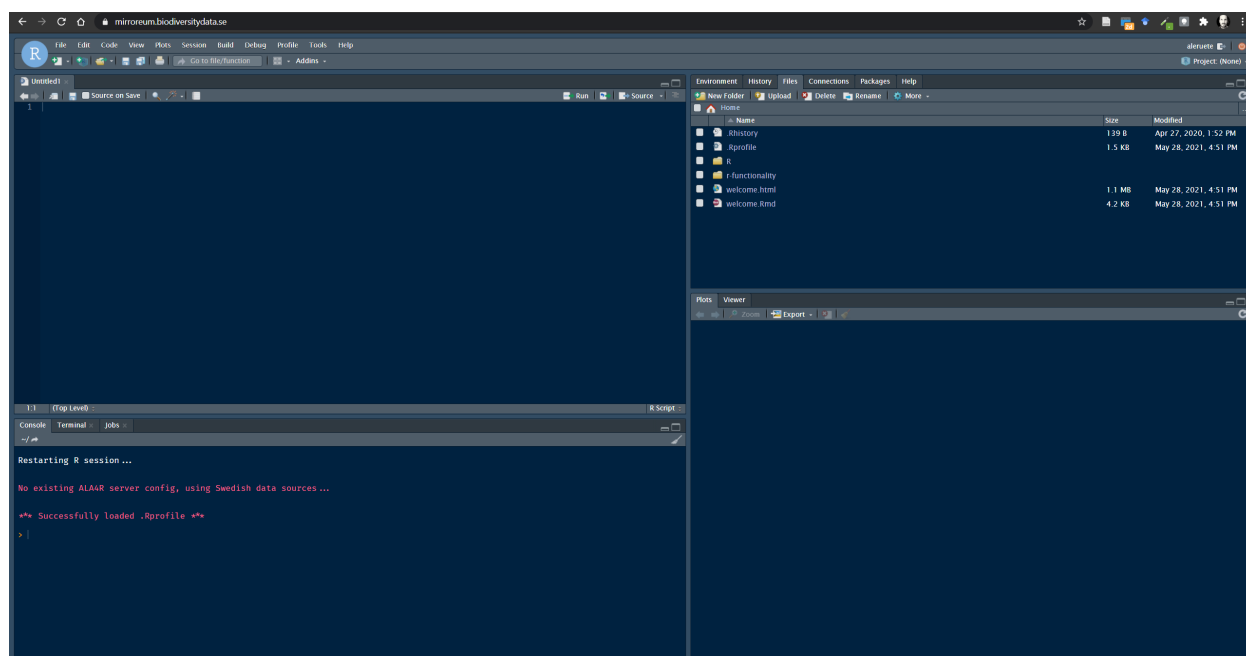 mirroreum.biodiversitydata.se
R
File Edit Code View Plots Session Build Debug Profile Tools Help
aleruete
Go to file/function
Addins
Project: (None)
Untitled1
Source on Save
Run
Source
1
1:1 (Top Level)
R Script
Console Terminal Jobs
~/
Restarting R session...
No existing ALA4R server config, using Swedish data sources...
*** Successfully loaded .Rprofile ***
>
Environment History Files Connections Packages Help
New Folder Upload Delete Rename More
Home
Name Size Modified
.Rhistory 139 B Apr 27, 2020, 1:52 PM
.Rprofile 1.5 KB May 28, 2021, 4:51 PM
R
r-functionality
welcome.html 1.1 MB May 28, 2021, 4:51 PM
welcome.Rmd 4.2 KB May 28, 2021, 4:51 PM
Plots Viewer
Zoom Export